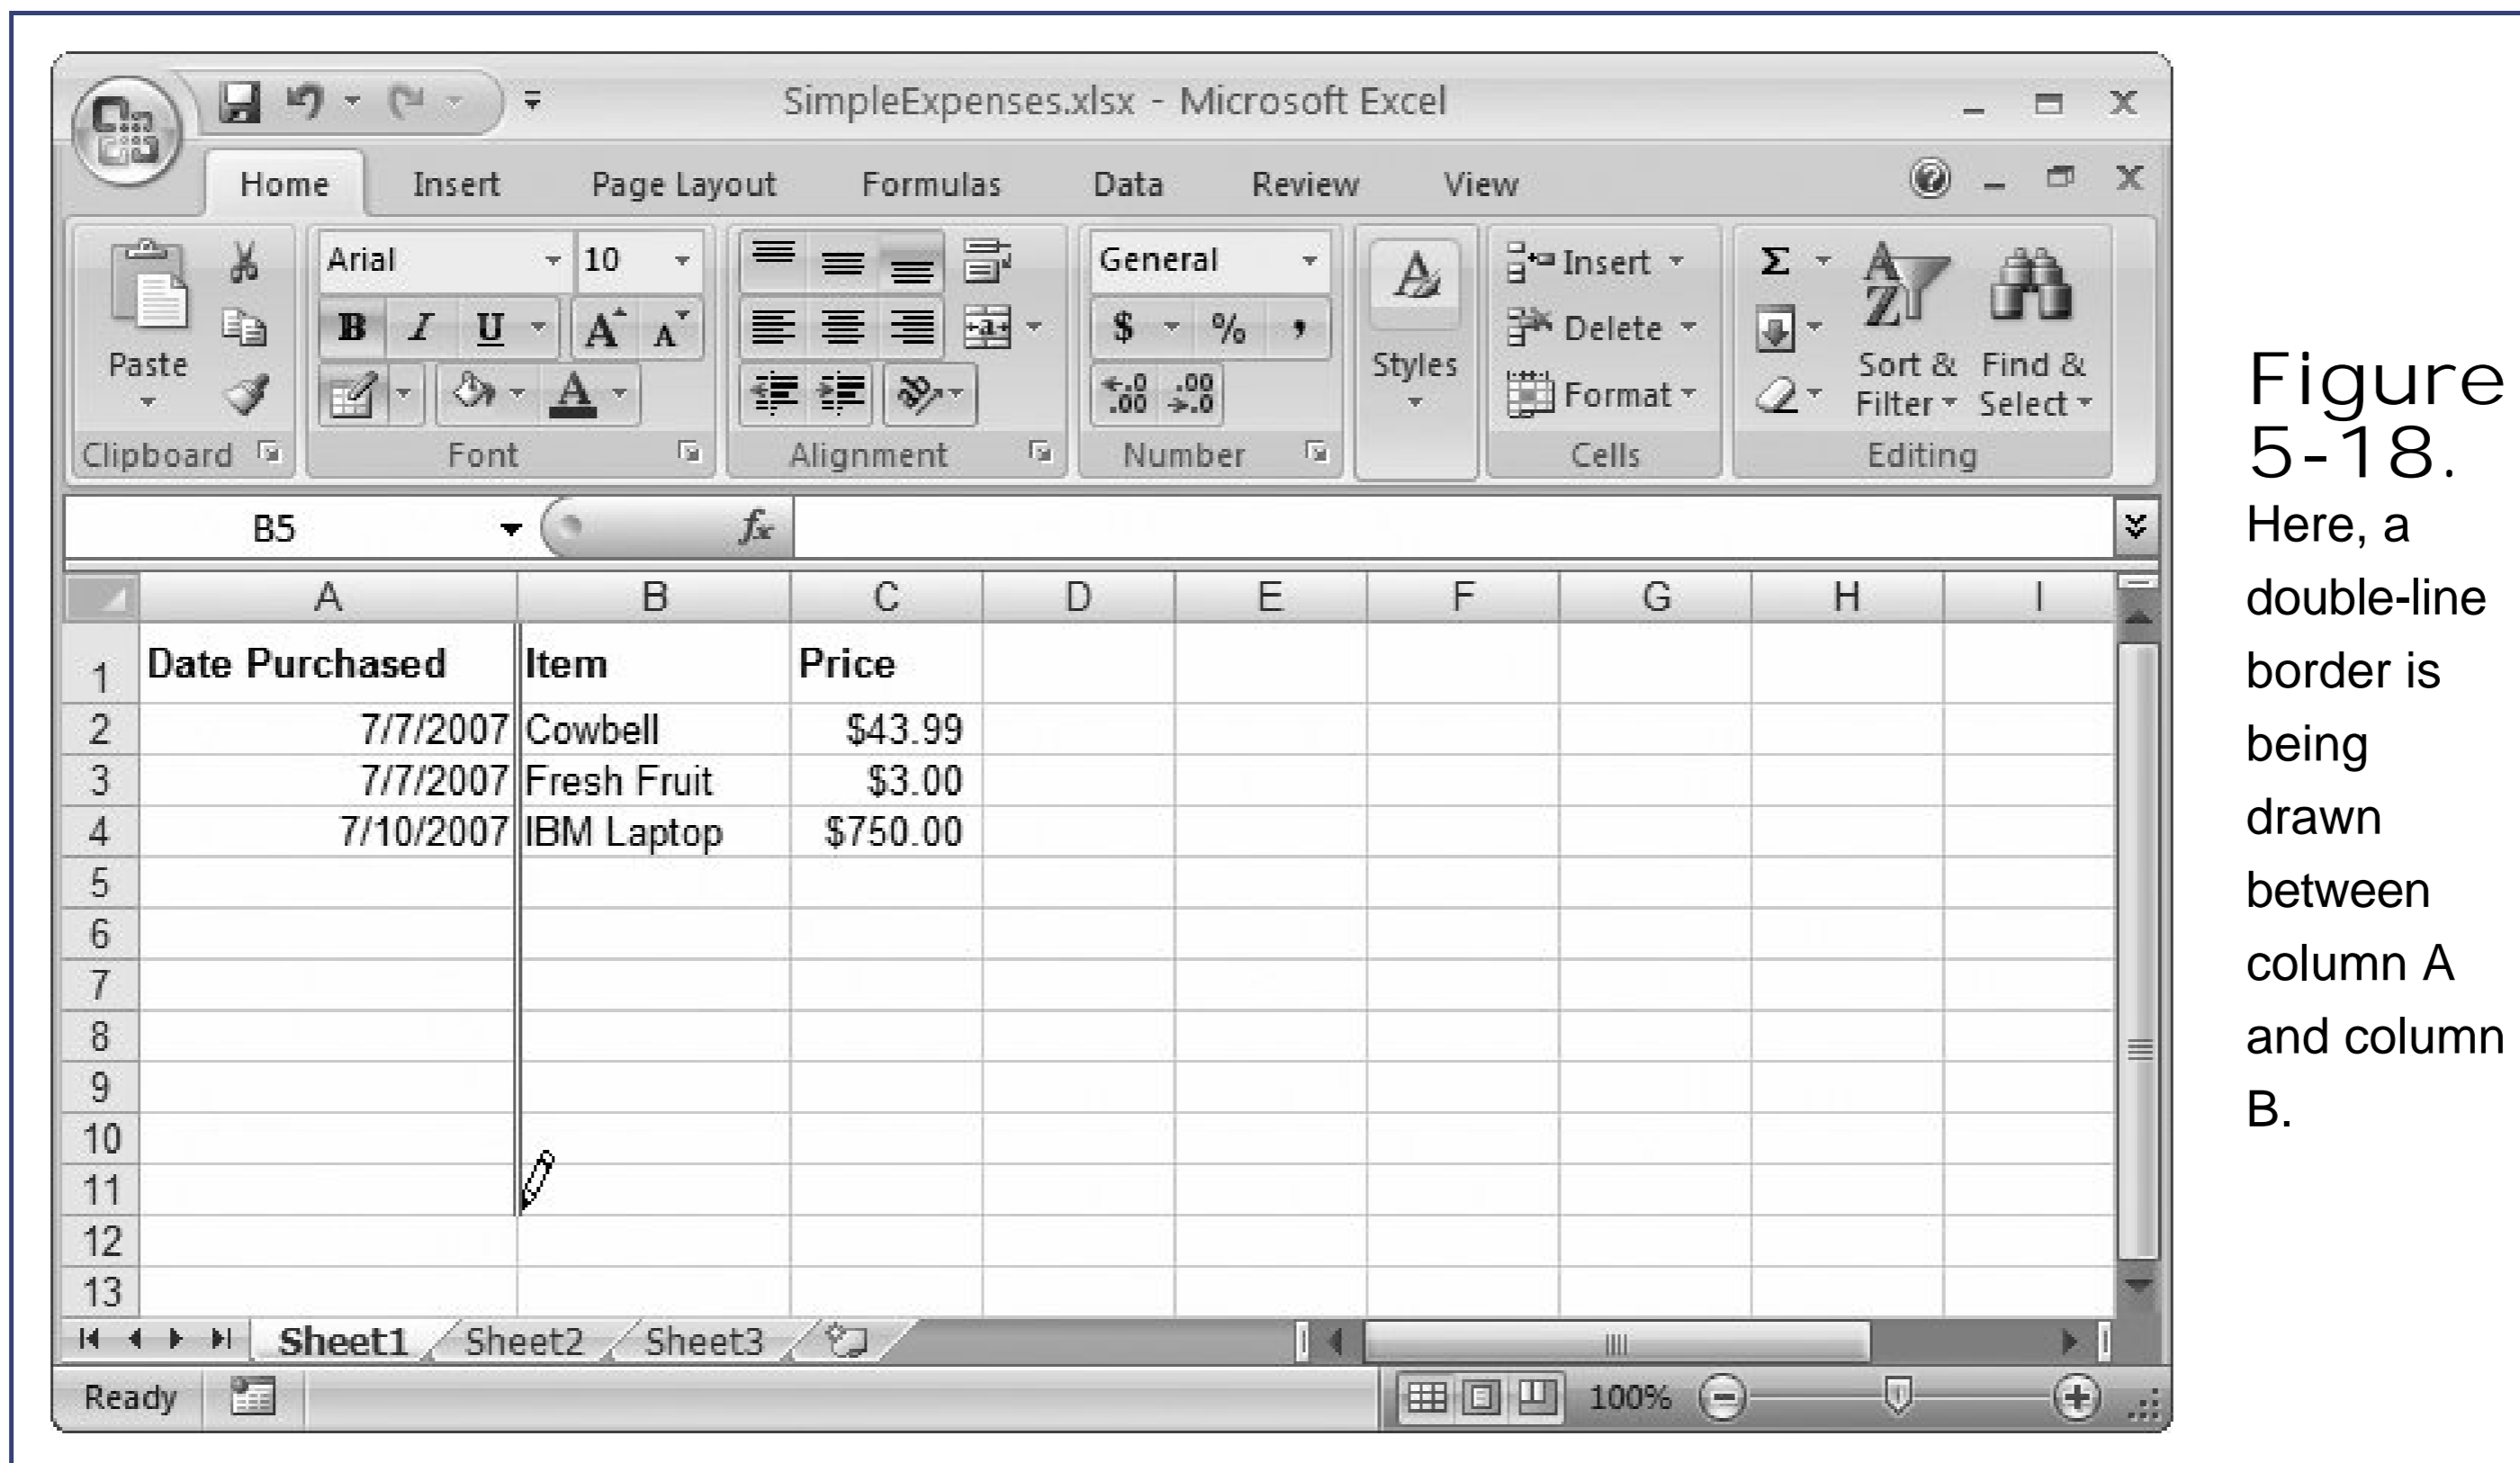 SimpleExpenses.xlsx - Microsoft Excel
Home Insert Page Layout Formulas Data Review View
Arial 10 General Insert Σ
B I U A A $ % , Delete
Paste Styles Format Sort & Filter Find & Select
Clipboard Font Alignment Number Cells Editing
B5 fx
A B C D E F G H I
1 Date Purchased Item Price
2 7/7/2007 Cowbell $43.99
3 7/7/2007 Fresh Fruit $3.00
4 7/10/2007 IBM Laptop $750.00
5
6
7
8
9
10
11
12
13
Sheet1 Sheet2 Sheet3
Ready 100%
Figure
5-18.
Here, a
double-line
border is
being
drawn
between
column A
and column
B.